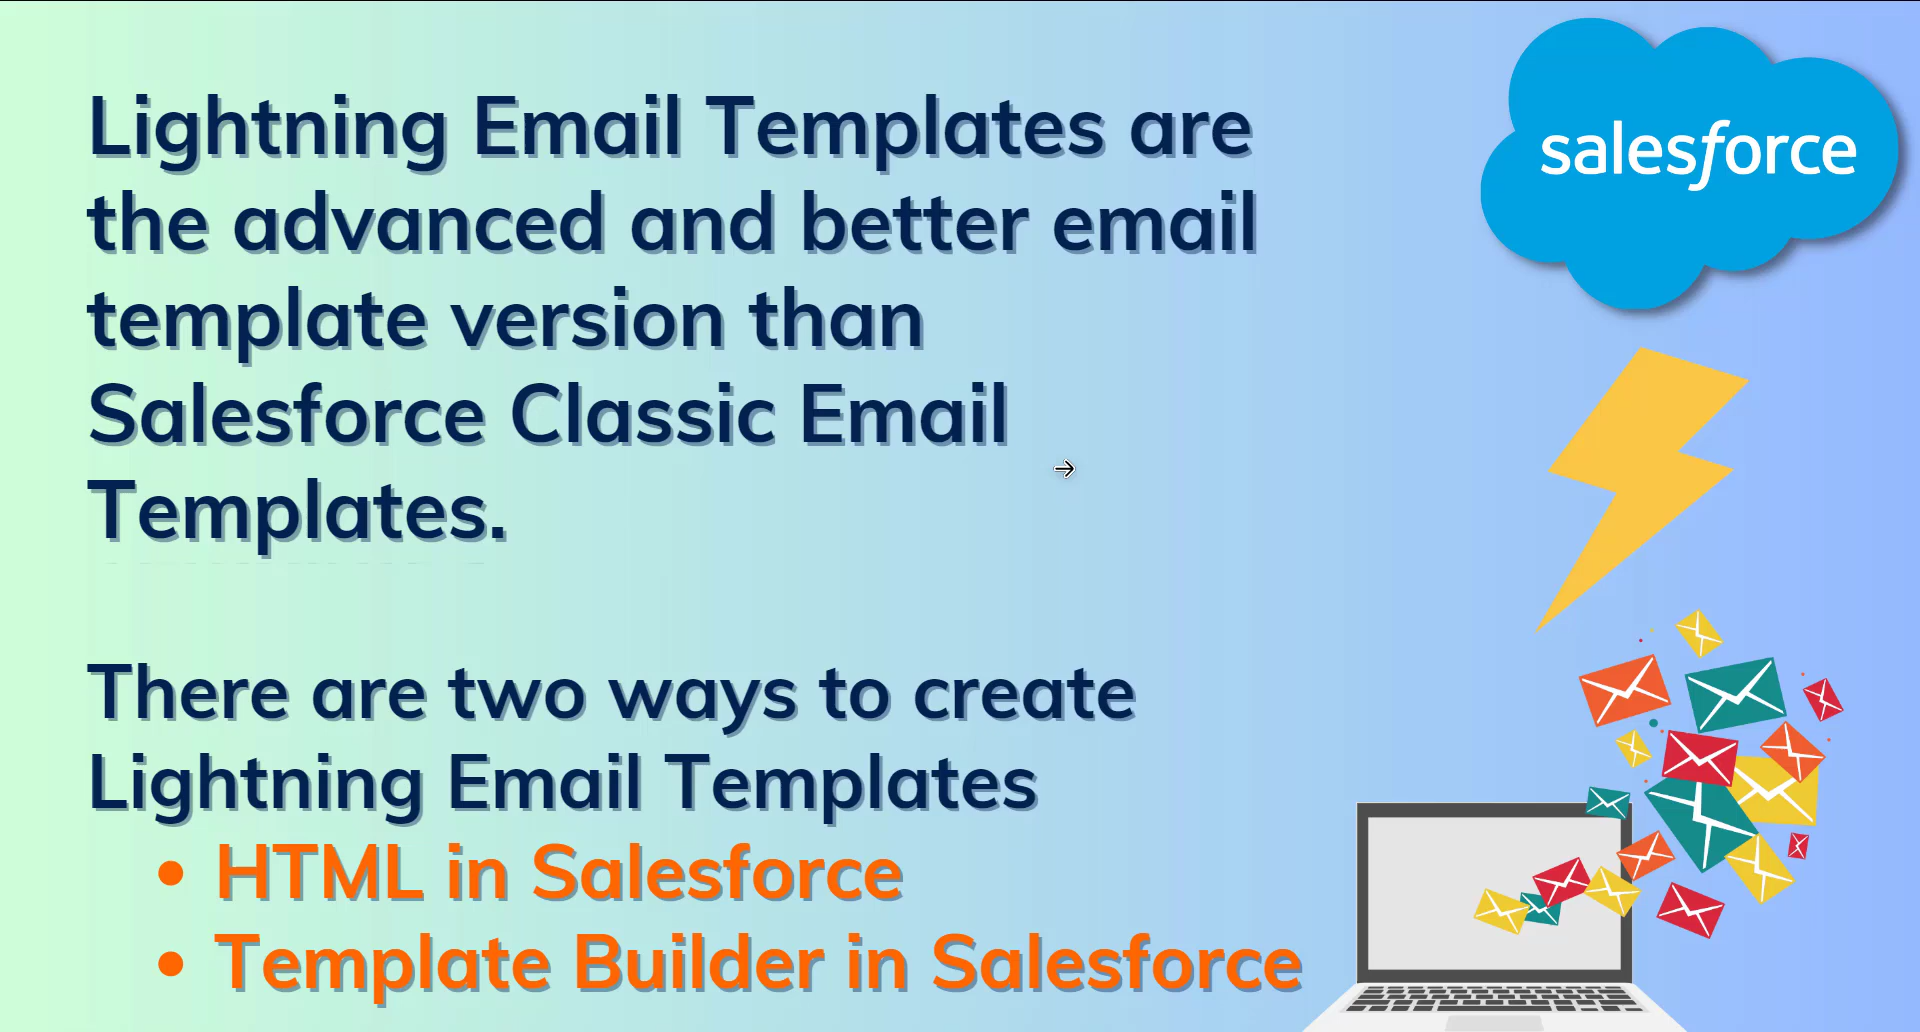 Lightning Email Templates are
the advanced and better email
template version than
Salesforce Classic Email
Templates.
There are two ways to create
Lightning Email Templates
• HTML in Salesforce
• Template Builder in Salesforce
salesforce